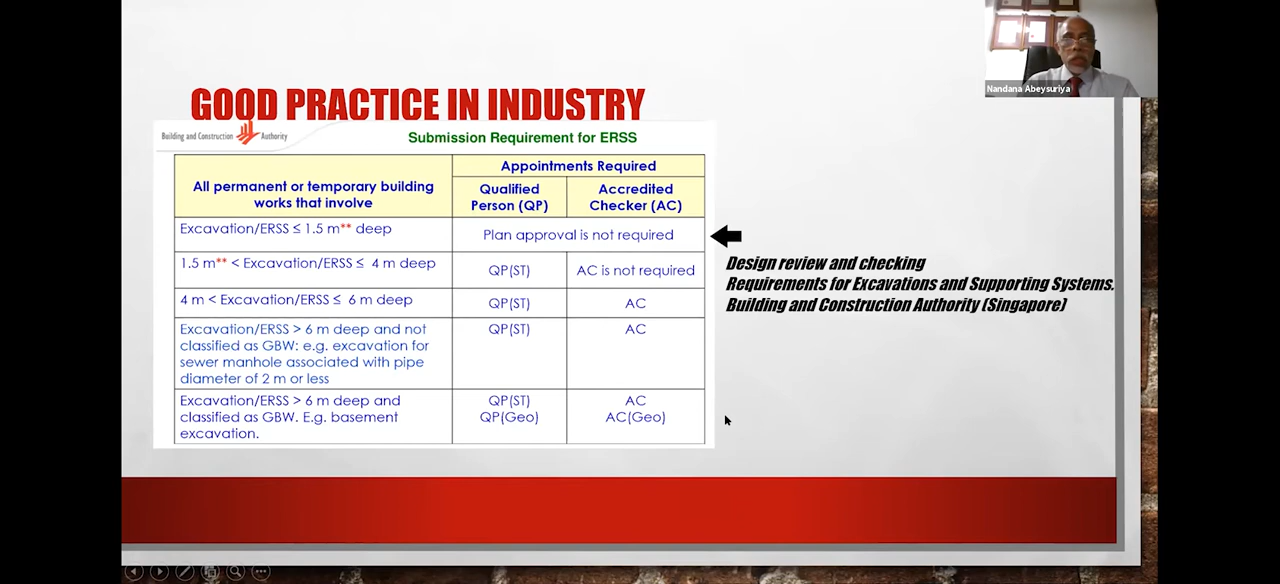 Nandana Abeysuriya
GOOD PRACTICE IN INDUSTRY
Building and Construction Authority
Submission Requirement for ERSS
All permanent or temporary building
works that involve
Appointments Required
Qualified
Person (QP)
Accredited
Checker (AC)
Excavation/ERSS ≤ 1.5 m** deep
Plan approval is not required
1.5 m** < Excavation/ERSS ≤ 4 m deep
QP(ST)
AC is not required
4 m < Excavation/ERSS ≤ 6 m deep
QP(ST)
AC
Excavation/ERSS > 6 m deep and not
classified as GBW: e.g. excavation for
sewer manhole associated with pipe
diameter of 2 m or less
QP(ST)
AC
Excavation/ERSS > 6 m deep and
classified as GBW. E.g. basement
excavation.
QP(ST)
QP(Geo)
AC
AC(Geo)
Design review and checking
Requirements for Excavations and Supporting Systems.
Building and Construction Authority (Singapore)